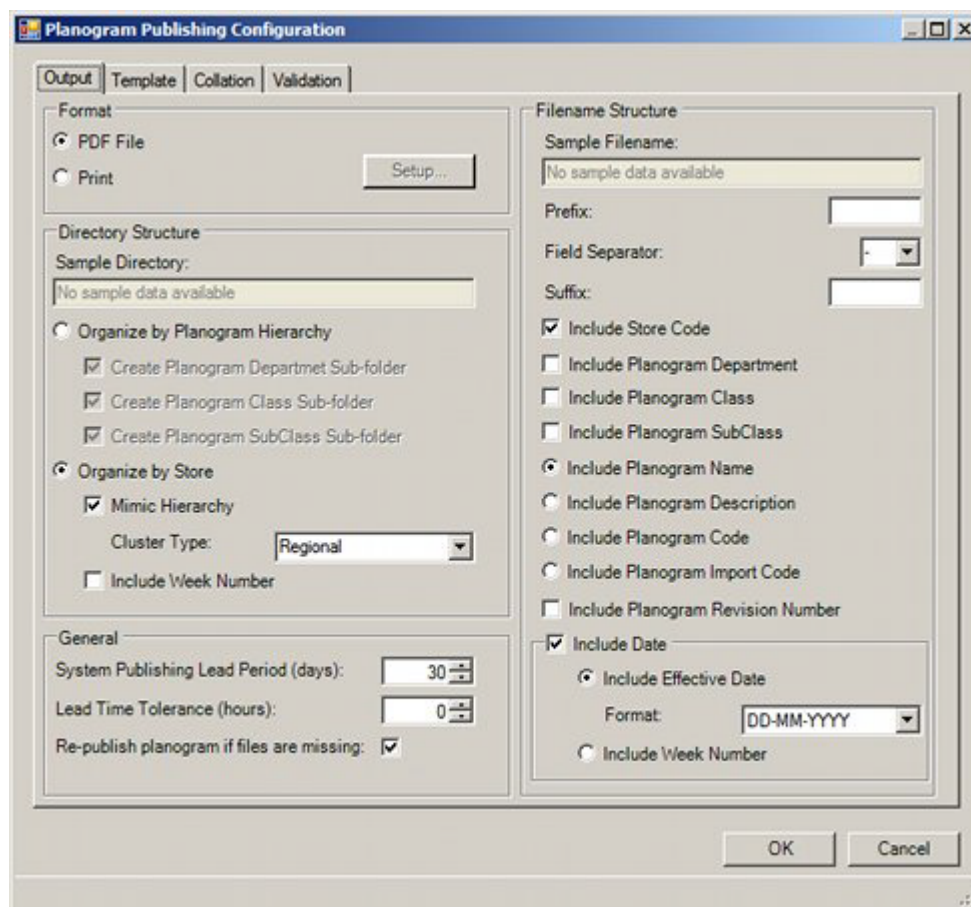 Planogram Publishing Configuration
Output
Template
Collation
Validation
Format
PDF File
Print
Setup...
Directory Structure
Sample Directory:
No sample data available
Organize by Planogram Hierarchy
Create Planogram Departmet Sub-folder
Create Planogram Class Sub-folder
Create Planogram SubClass Sub-folder
Organize by Store
Mimic Hierarchy
Cluster Type: Regional
Include Week Number
General
System Publishing Lead Period (days): 30
Lead Time Tolerance (hours): 0
Re-publish planogram if files are missing:
Filename Structure
Sample Filename:
No sample data available
Prefix:
Field Separator: -
Suffix:
Include Store Code
Include Planogram Department
Include Planogram Class
Include Planogram SubClass
Include Planogram Name
Include Planogram Description
Include Planogram Code
Include Planogram Import Code
Include Planogram Revision Number
Include Date
Include Effective Date
Format: DD-MM-YYYY
Include Week Number
OK
Cancel